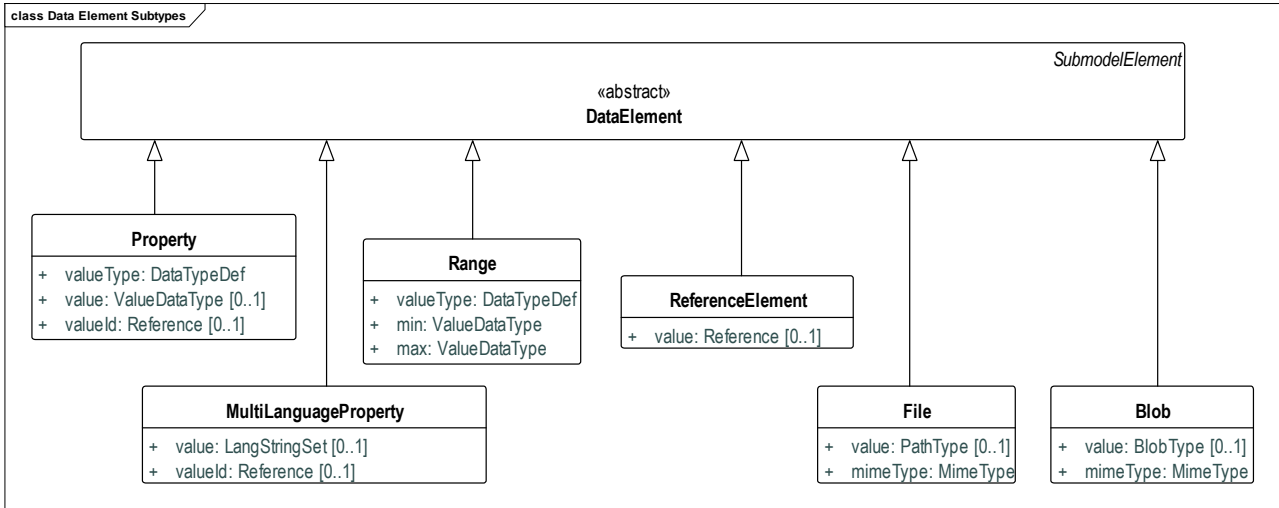 class Data Element Subtypes
SubmodelElement
«abstract»
DataElement
Property
+ valueType: DataTypeDef
+ value: ValueDataType [0..1]
+ valueId: Reference [0..1]
Range
+ valueType: DataTypeDef
+ min: ValueDataType
+ max: ValueDataType
ReferenceElement
+ value: Reference [0..1]
MultiLanguageProperty
+ value: LangStringSet [0..1]
+ valueId: Reference [0..1]
File
+ value: PathType [0..1]
+ mimeType: MimeType
Blob
+ value: BlobType [0..1]
+ mimeType: MimeType